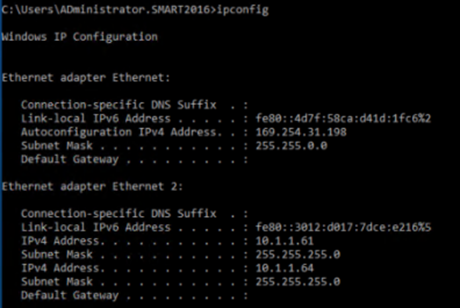 C:\Users\ADministrator.SMART2016>ipconfig
Windows IP Configuration
Ethernet adapter Ethernet:
Connection-specific DNS Suffix . :
Link-local IPv6 Address . . . . . : fe80::4d7f:58ca:d41d:1fc6%2
Autoconfiguration IPv4 Address. . : 169.254.31.198
Subnet Mask . . . . . . . . . . . : 255.255.0.0
Default Gateway . . . . . . . . . :
Ethernet adapter Ethernet 2:
Connection-specific DNS Suffix . :
Link-local IPv6 Address . . . . . : fe80::3012:d017:7dce:e216%5
IPv4 Address. . . . . . . . . . . : 10.1.1.61
Subnet Mask . . . . . . . . . . . : 255.255.255.0
IPv4 Address. . . . . . . . . . . : 10.1.1.64
Subnet Mask . . . . . . . . . . . : 255.255.255.0
Default Gateway . . . . . . . . . :